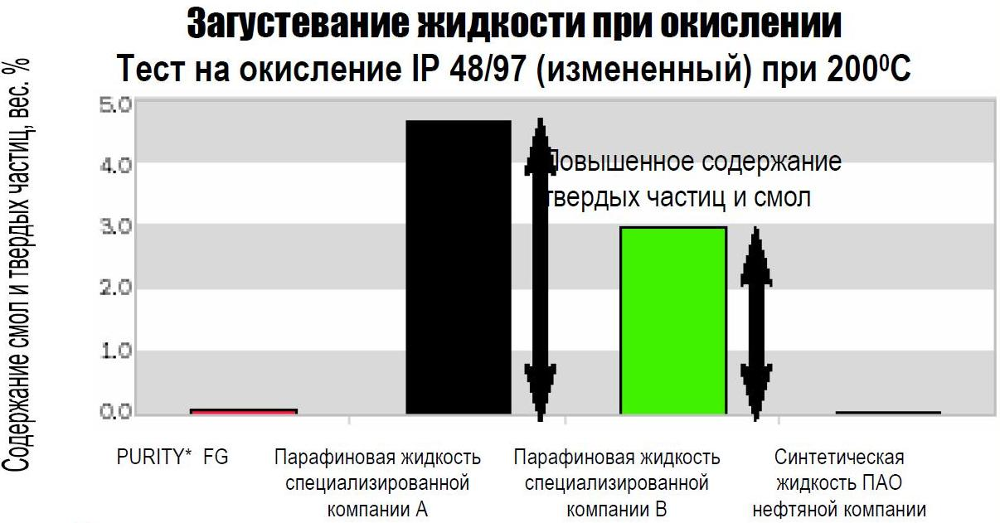 Загустевание жидкости при окислении
Тест на окисление IP 48/97 (измененный) при 200⁰С
Содержание смол и твердых частиц, вес. %
5.0
4.0
Повышенное содержание
твердых частиц и смол
3.0
2.0
1.0
0.0
PURITY* FG
Парафиновая жидкость
специализированной
компании А
Парафиновая жидкость
специализированной
компании В
Синтетическая
жидкость ПАО
нефтяной компании